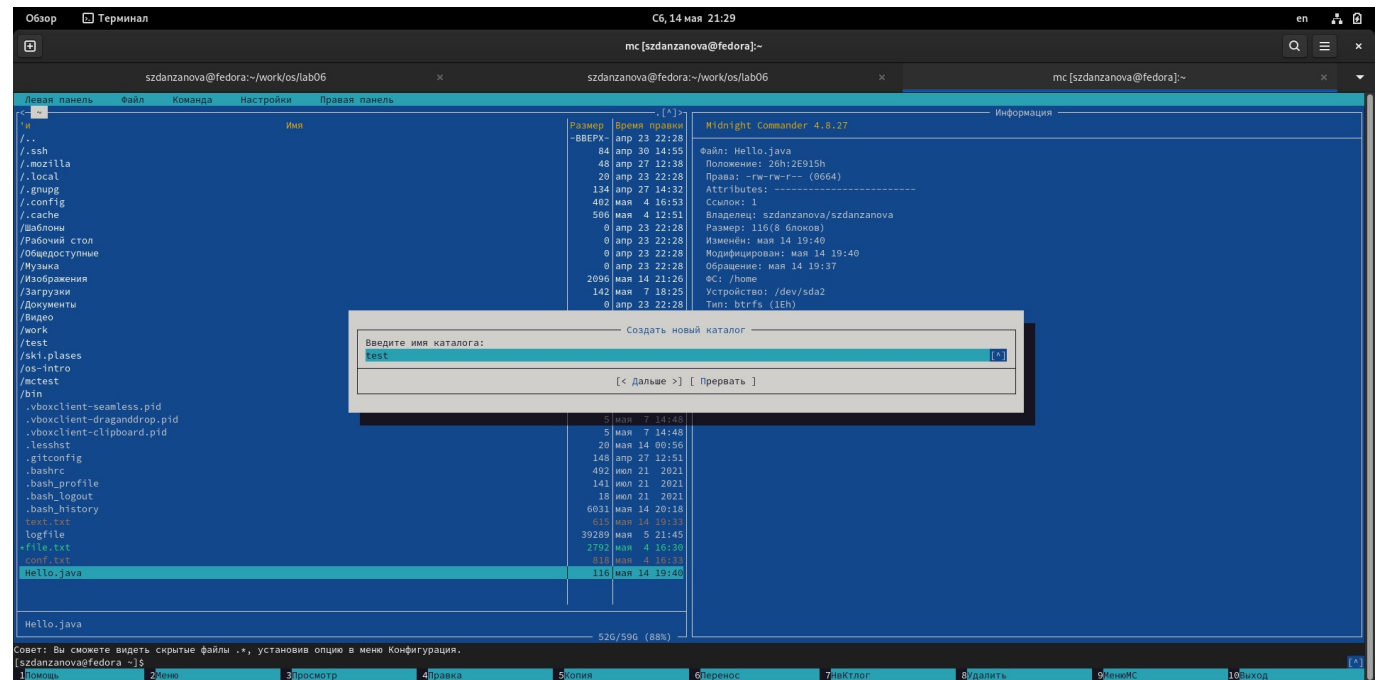 Обзор Терминал Сб, 14 мая 21:29 en
mc [szdanzanova@fedora]:~
szdanzanova@fedora:~/work/os/lab06 × szdanzanova@fedora:~/work/os/lab06 × mc [szdanzanova@fedora]:~ ×
Левая панель Файл Команда Настройки Правая панель
<- ~ .[^]>
'и Имя Размер Время правки
/.. -ВВЕРХ- апр 23 22:28
/.ssh 84 апр 30 14:55
/.mozilla 48 апр 27 12:38
/.local 20 апр 23 22:28
/.gnupg 134 апр 27 14:32
/.config 402 мая 4 16:53
/.cache 506 мая 4 12:51
/Шаблоны 0 апр 23 22:28
/Рабочий стол 0 апр 23 22:28
/Общедоступные 0 апр 23 22:28
/Музыка 0 апр 23 22:28
/Изображения 2096 мая 14 21:26
/Загрузки 142 мая 7 18:25
/Документы 0 апр 23 22:28
/Видео
/work
/test
/ski.plases
/os-intro
/mctest
/bin
.vboxclient-seamless.pid
.vboxclient-draganddrop.pid 5 мая 7 14:48
.vboxclient-clipboard.pid 5 мая 7 14:48
.lesshst 20 мая 14 00:56
.gitconfig 148 апр 27 12:51
.bashrc 492 июл 21 2021
.bash_profile 141 июл 21 2021
.bash_logout 18 июл 21 2021
.bash_history 6031 мая 14 20:18
text.txt 615 мая 14 19:33
logfile 39289 мая 5 21:45
*file.txt 2792 мая 4 16:30
conf.txt 818 мая 4 16:33
Hello.java 116 мая 14 19:40
Hello.java
52G/59G (88%)
Информация
Midnight Commander 4.8.27
Файл: Hello.java
Положение: 26h:2E915h
Права: -rw-rw-r-- (0664)
Attributes: -------------------------
Ссылок: 1
Владелец: szdanzanova/szdanzanova
Размер: 116(8 блоков)
Изменён: мая 14 19:40
Модифицирован: мая 14 19:40
Обращение: мая 14 19:37
ФС: /home
Устройство: /dev/sda2
Тип: btrfs (1Eh)
Создать новый каталог
Введите имя каталога:
test [^]
[< Дальше >] [ Прервать ]
Совет: Вы сможете видеть скрытые файлы .*, установив опцию в меню Конфигурация.
[szdanzanova@fedora ~]$ [^]
1Помощь 2Меню 3Просмотр 4Правка 5Копия 6Перенос 7НвКтлог 8Удалить 9МенюMC 10Выход